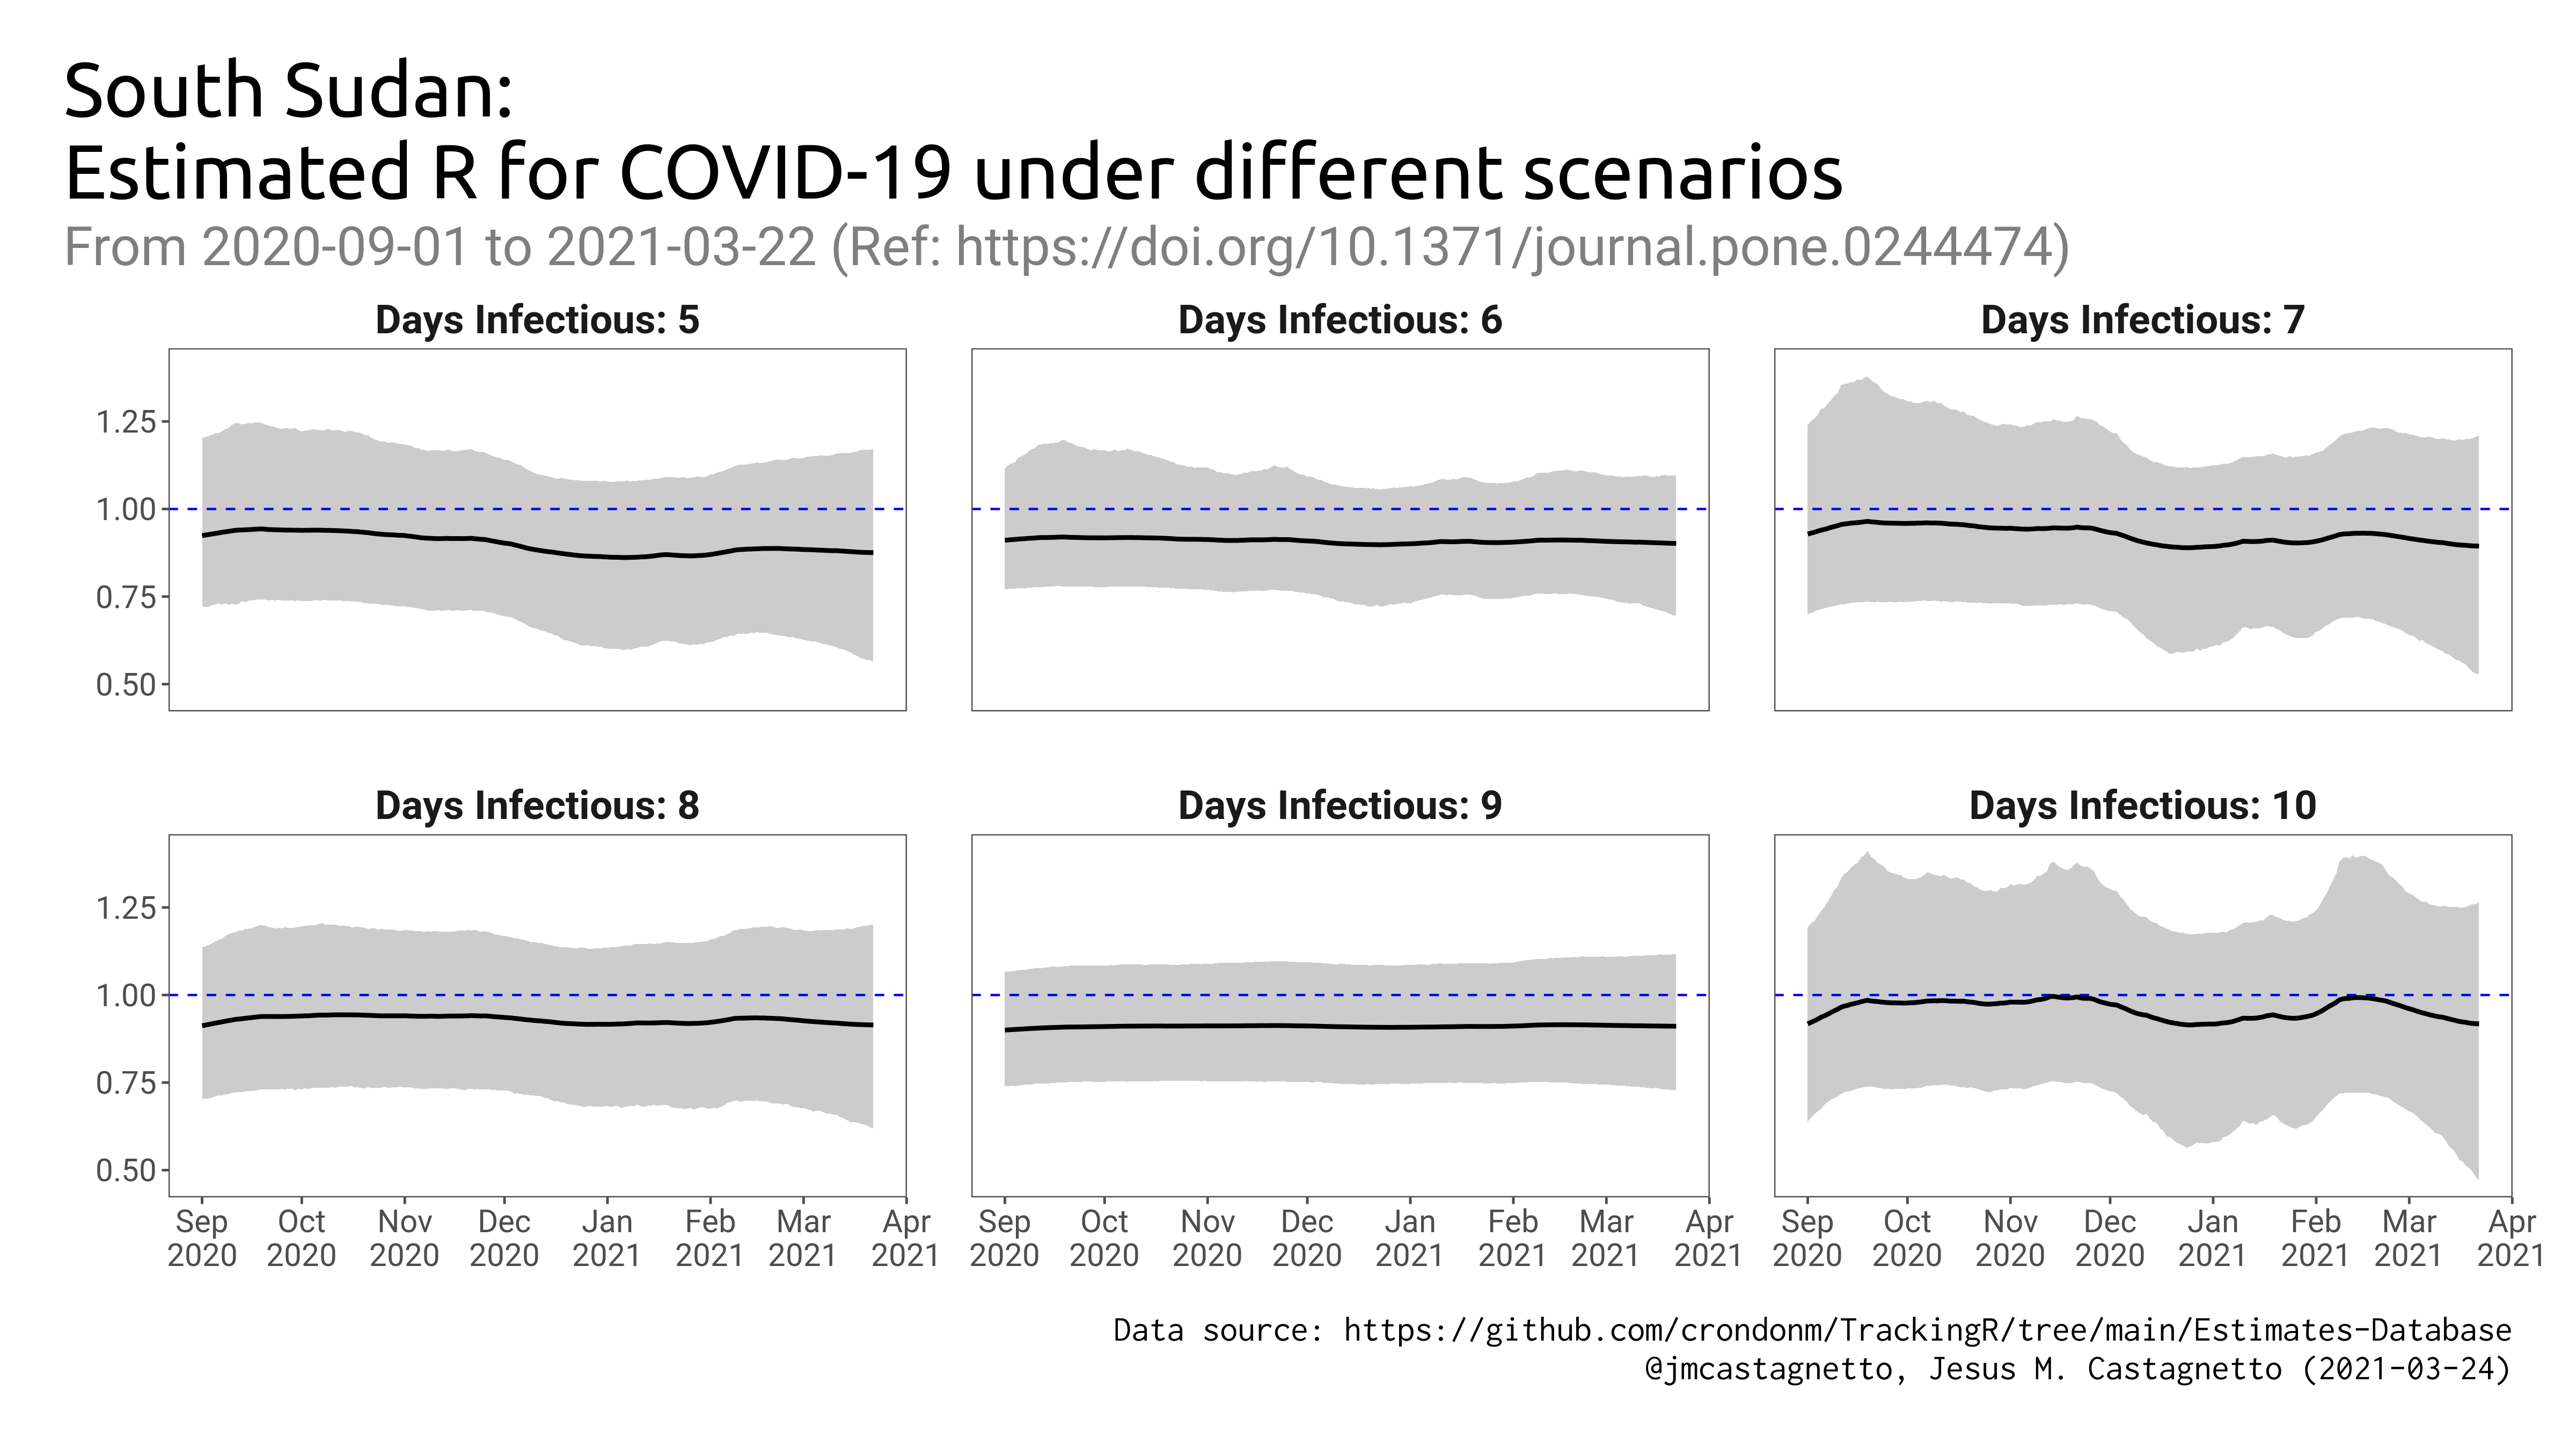 South Sudan:
Estimated R for COVID-19 under different scenarios
From 2020-09-01 to 2021-03-22 (Ref: https://doi.org/10.1371/journal.pone.0244474)
Days Infectious: 5
Days Infectious: 6
Days Infectious: 7
1.25
1.00
0.75
0.50
Days Infectious: 8
Days Infectious: 9
Days Infectious: 10
1.25
1.00
0.75
0.50
Sep Oct Nov Dec Jan Feb Mar Apr
2020 2020 2020 2020 2021 2021 2021 2021
Sep Oct Nov Dec Jan Feb Mar Apr
2020 2020 2020 2020 2021 2021 2021 2021
Sep Oct Nov Dec Jan Feb Mar Apr
2020 2020 2020 2020 2021 2021 2021 2021
Data source: https://github.com/crondonm/TrackingR/tree/main/Estimates-Database
@jmcastagnetto, Jesus M. Castagnetto (2021-03-24)